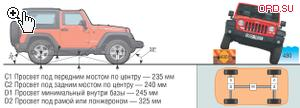 ORD.SU
C1 Просвет под передним мостом по центру — 235 мм
C2 Просвет под задним мостом по центру — 240 мм
D1 Просвет минимальный внутри базы — 245 мм
D2 Просвет под рамой или лонжероном — 325 мм